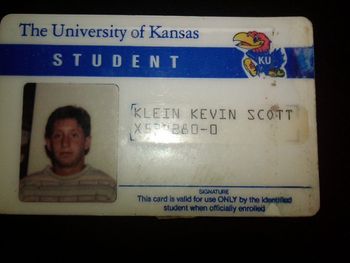 The University of Kansas
STUDENT
KU
KLEIN KEVIN SCOTT
SIGNATURE
This card is valid for use ONLY by the identified
student when officially enrolled